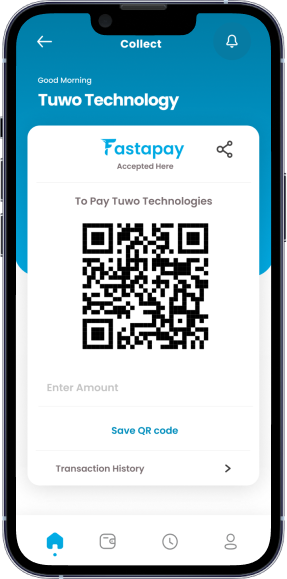 Collect
Good Morning
Tuwo Technology
Fastapay
Accepted Here
To Pay Tuwo Technologies
Enter Amount
Save QR code
Transaction History